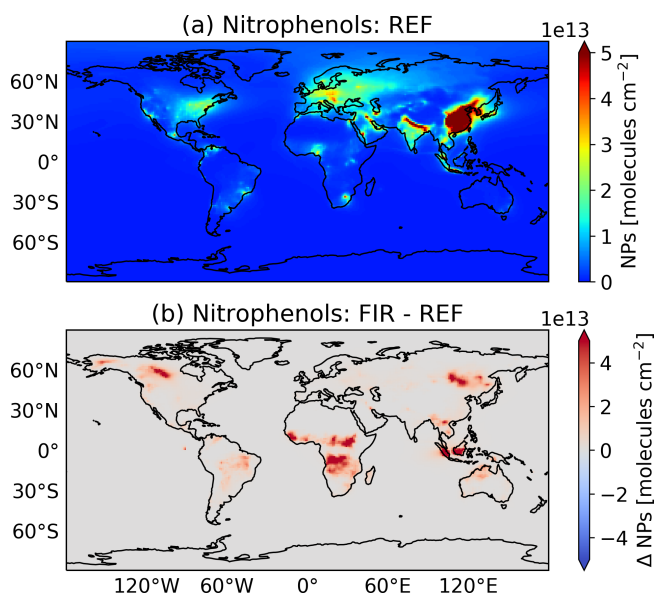 (a) Nitrophenols: REF
1e13
60°N
30°N
0°
30°S
60°S
5
4
3
2
1
0
NPs [molecules cm⁻²]
(b) Nitrophenols: FIR - REF
1e13
60°N
30°N
0°
30°S
60°S
4
2
0
−2
−4
Δ NPs [molecules cm⁻²]
120°W 60°W 0° 60°E 120°E